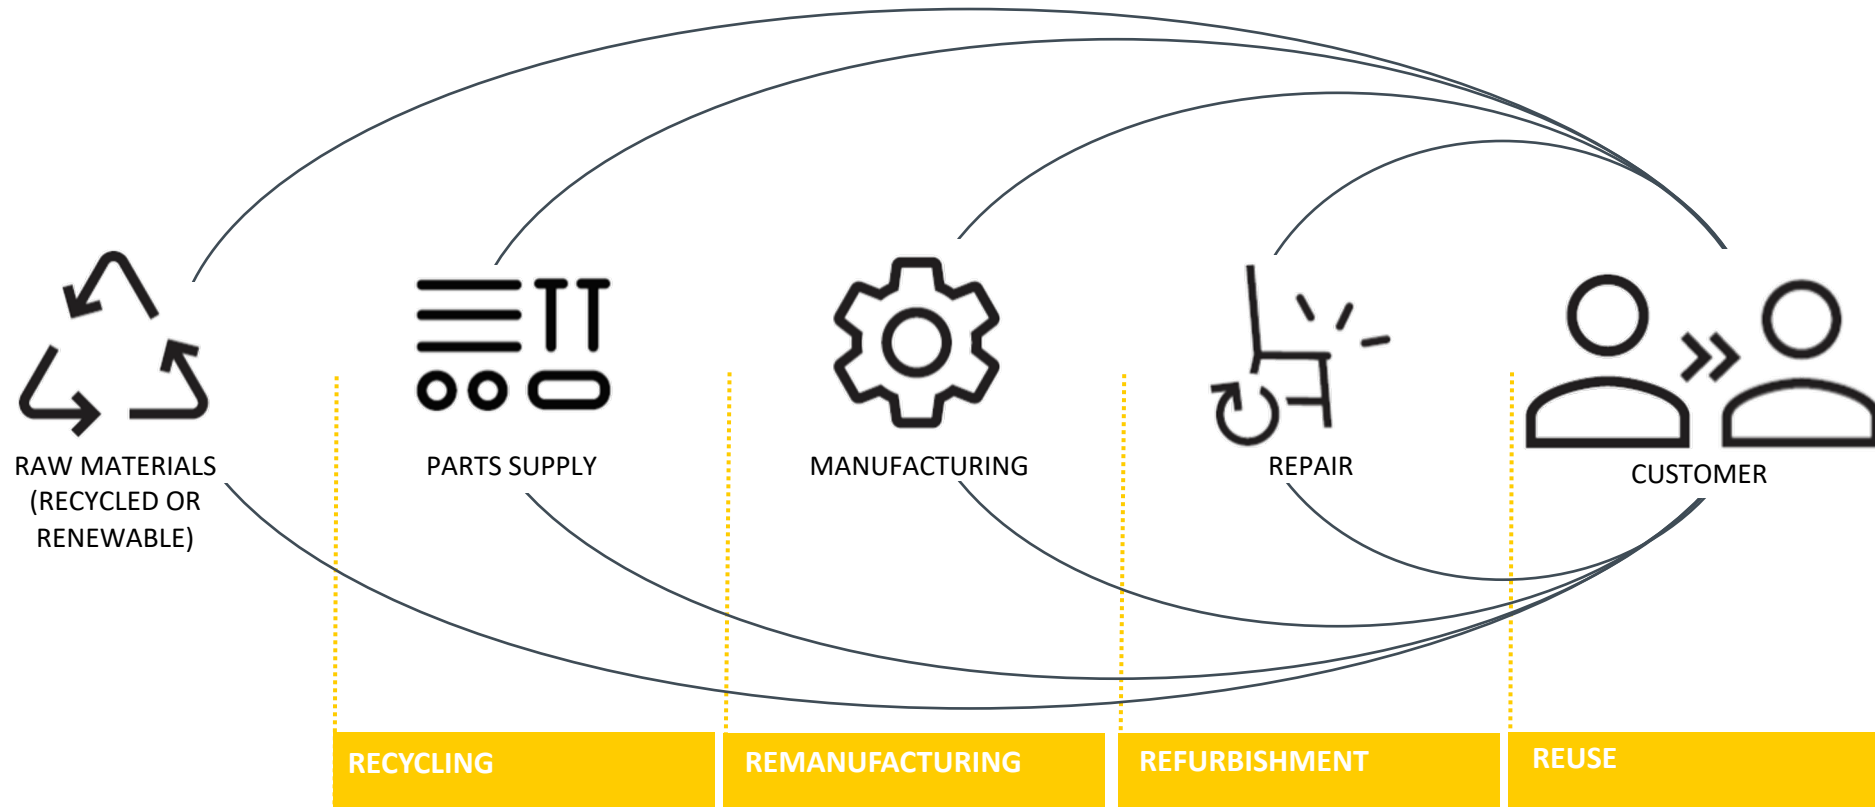 RAW MATERIALS
(RECYCLED OR
RENEWABLE)
PARTS SUPPLY
MANUFACTURING
REPAIR
CUSTOMER
RECYCLING
REMANUFACTURING
REFURBISHMENT
REUSE